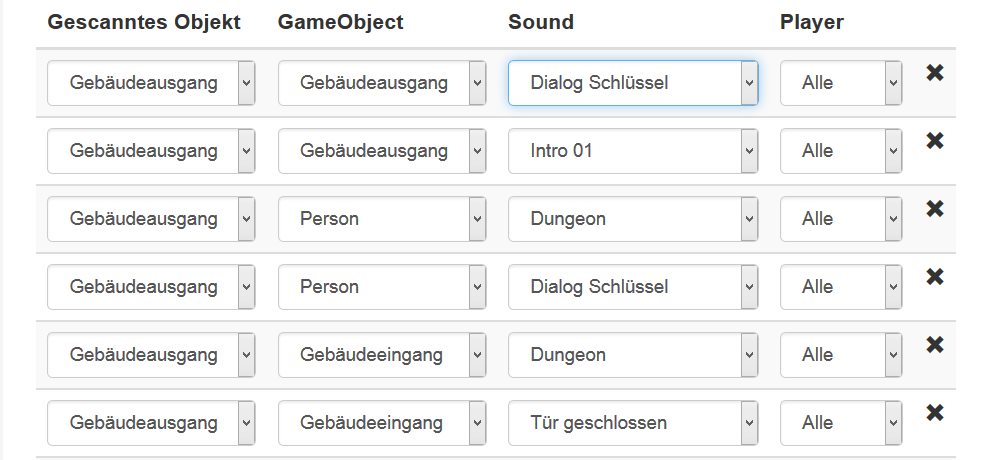 Gescanntes Objekt GameObject Sound Player
Gebäudeausgang Gebäudeausgang Dialog Schlüssel Alle
Gebäudeausgang Gebäudeausgang Intro 01 Alle
Gebäudeausgang Person Dungeon Alle
Gebäudeausgang Person Dialog Schlüssel Alle
Gebäudeausgang Gebäudeeingang Dungeon Alle
Gebäudeausgang Gebäudeeingang Tür geschlossen Alle